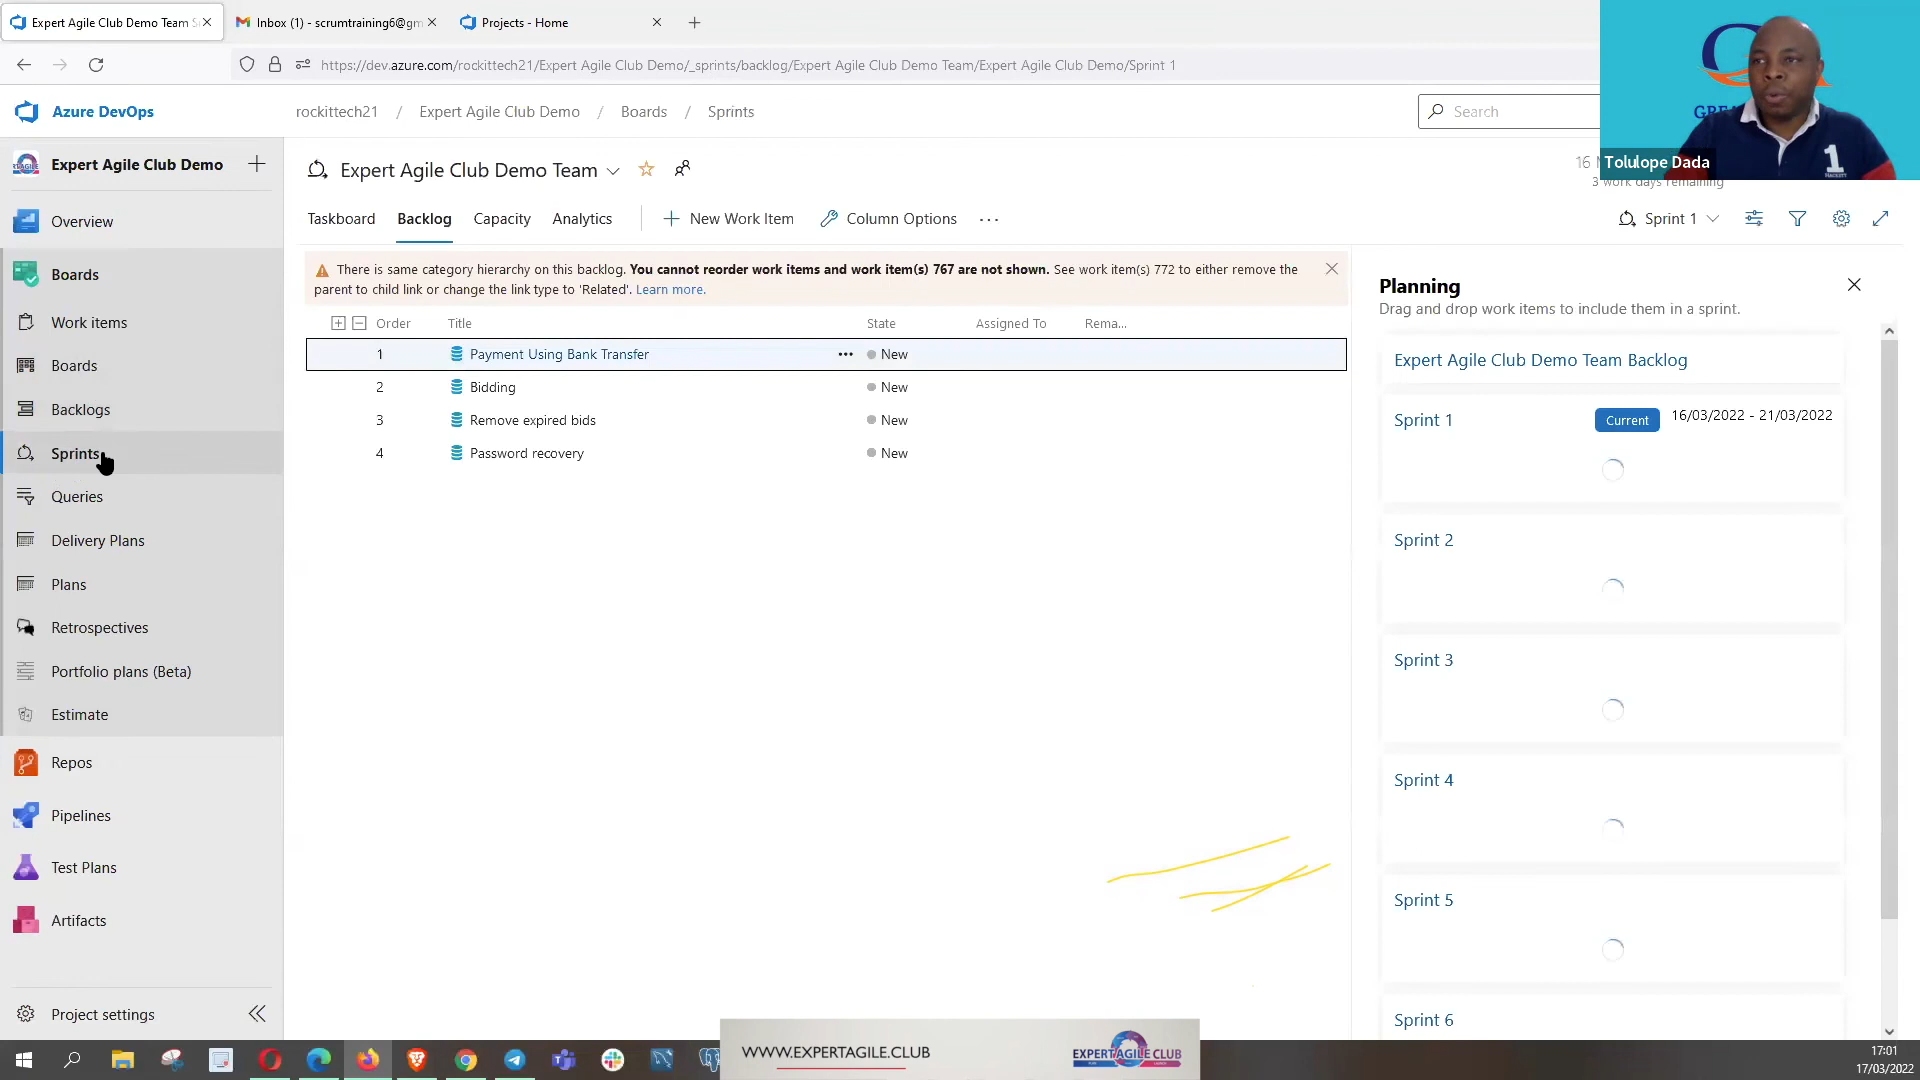 Expert Agile Club Demo Team S
Inbox (1) - scrumtraining6@gm
Projects - Home
https://dev.azure.com/rockittech21/Expert Agile Club Demo/_sprints/backlog/Expert Agile Club Demo Team/Expert Agile Club Demo/Sprint 1
Azure DevOps
rockittech21 / Expert Agile Club Demo / Boards / Sprints
Search
Tolulope Dada
Expert Agile Club Demo
Expert Agile Club Demo Team
16
3 work days remaining
Overview
Boards
Work items
Boards
Backlogs
Sprints
Queries
Delivery Plans
Plans
Retrospectives
Portfolio plans (Beta)
Estimate
Repos
Pipelines
Test Plans
Artifacts
Project settings
Taskboard Backlog Capacity Analytics New Work Item Column Options
Sprint 1
There is same category hierarchy on this backlog. You cannot reorder work items and work item(s) 767 are not shown. See work item(s) 772 to either remove the
parent to child link or change the link type to 'Related'. Learn more.
Order Title State Assigned To Rema...
1 Payment Using Bank Transfer New
2 Bidding New
3 Remove expired bids New
4 Password recovery New
Planning
Drag and drop work items to include them in a sprint.
Expert Agile Club Demo Team Backlog
Sprint 1 Current 16/03/2022 - 21/03/2022
Sprint 2
Sprint 3
Sprint 4
Sprint 5
Sprint 6
WWW.EXPERTAGILE.CLUB
EXPERT AGILE CLUB
17:01
17/03/2022